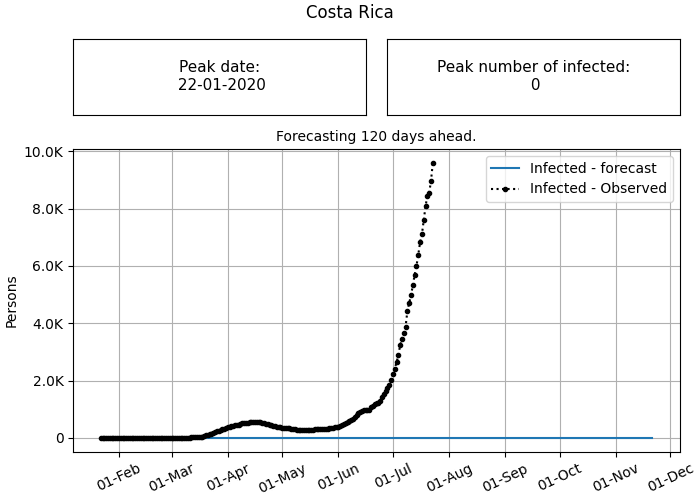 Costa Rica
Peak date:
22-01-2020
Peak number of infected:
0
Forecasting 120 days ahead.
10.0K
8.0K
6.0K
4.0K
2.0K
0
Persons
Infected - forecast
Infected - Observed
01-Feb
01-Mar
01-Apr
01-May
01-Jun
01-Jul
01-Aug
01-Sep
01-Oct
01-Nov
01-Dec